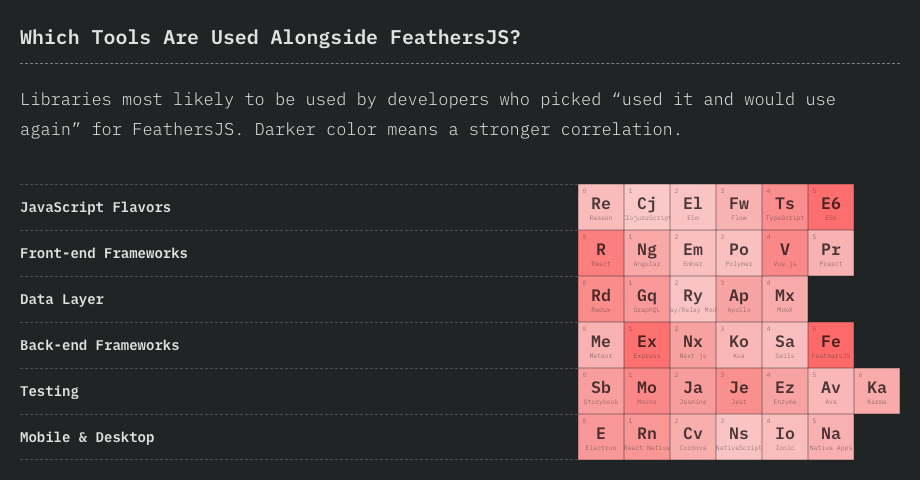 Which Tools Are Used Alongside FeathersJS?
Libraries most likely to be used by developers who picked “used it and would use
again” for FeathersJS. Darker color means a stronger correlation.
JavaScript Flavors
0 Re Reason
1 Cj lojureScript
2 El Elm
3 Fw Flow
4 Ts TypeScript
5 E6 ES6
Front-end Frameworks
0 R React
1 Ng Angular
2 Em Ember
3 Po Polymer
4 V Vue.js
5 Pr Preact
Data Layer
0 Rd Redux
1 Gq GraphQL
2 Ry ay/Relay Mod
3 Ap Apollo
4 Mx MobX
Back-end Frameworks
0 Me Meteor
1 Ex Express
2 Nx Next.js
3 Ko Koa
4 Sa Sails
5 Fe FeathersJS
Testing
0 Sb Storybook
1 Mo Mocha
2 Ja Jasmine
3 Je Jest
4 Ez Enzyme
5 Av Ava
6 Ka Karma
Mobile & Desktop
0 E Electron
1 Rn React Native
2 Cv Cordova
3 Ns NativeScript
4 Io Ionic
5 Na Native Apps